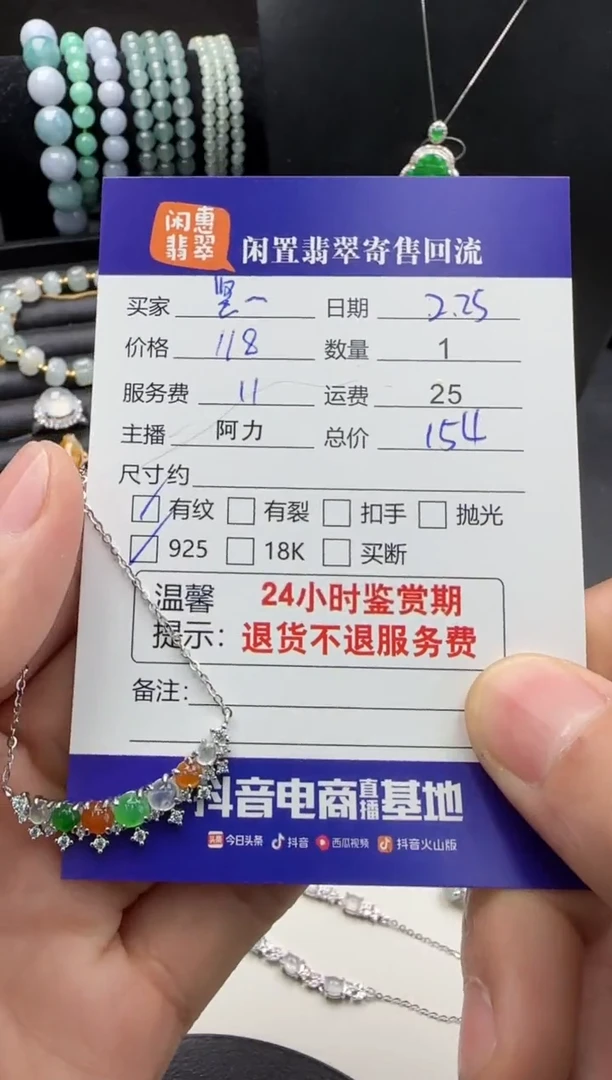 闲惠
翡翠
闲置翡翠寄售回流
买家 日期 2.25
价格 118 数量 1
服务费 11 运费 25
主播 阿力 总价 154
尺寸约
有纹 有裂 扣手 抛光
925 18K 买断
温馨 24小时鉴赏期
提示: 退货不退服务费
备注:
抖音电商直播基地
头条 今日头条 抖音 西瓜视频 抖音火山版